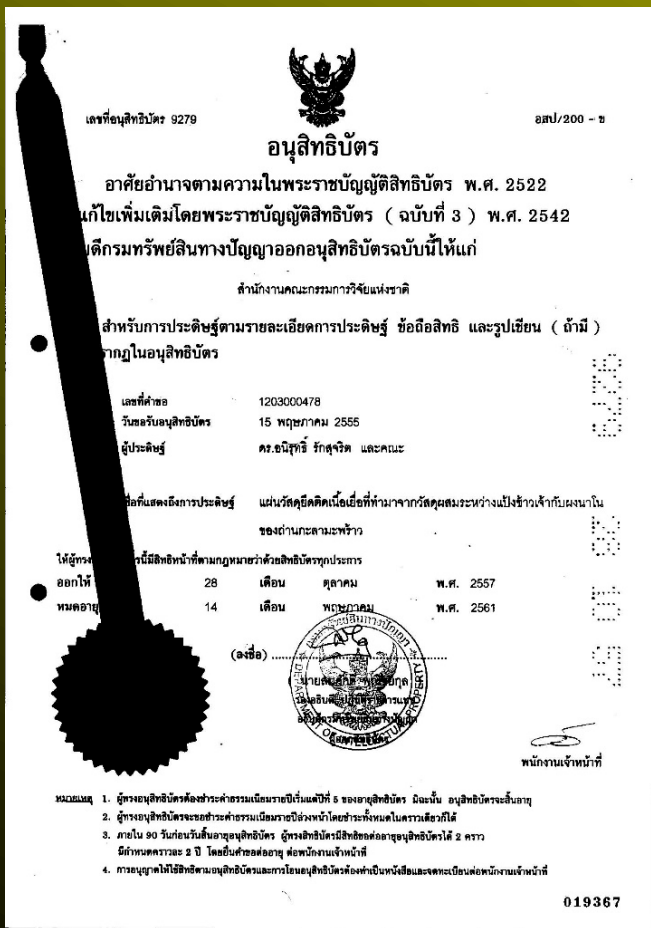 เลขที่อนุสิทธิบัตร 9279
อสป/200 - ข
อนุสิทธิบัตร
อาศัยอำนาจตามความในพระราชบัญญัติสิทธิบัตร พ.ศ. 2522
แก้ไขเพิ่มเติมโดยพระราชบัญญัติสิทธิบัตร ( ฉบับที่ 3 ) พ.ศ. 2542
บดีกรมทรัพย์สินทางปัญญาออกอนุสิทธิบัตรฉบับนี้ให้แก่
สำนักงานคณะกรรมการวิจัยแห่งชาติ
สำหรับการประดิษฐ์ตามรายละเอียดการประดิษฐ์ ข้อถือสิทธิ และรูปเขียน ( ถ้ามี )
ากฏในอนุสิทธิบัตร
เลขที่คำขอ 1203000478
วันขอรับอนุสิทธิบัตร 15 พฤษภาคม 2555
ผู้ประดิษฐ์ ดร.อนิรุทธิ์ รักสุจริต และคณะ
ชื่อที่แสดงถึงการประดิษฐ์ แผ่นวัสดุยึดติดเนื้อเยื่อที่ทำมาจากวัสดุผสมระหว่างแป้งข้าวเจ้ากับผงนาโน
ของถ่านกะลามะพร้าว
ให้ผู้ทรง รนี้มีสิทธิหน้าที่ตามกฎหมายว่าด้วยสิทธิบัตรทุกประการ
ออกให้ 28 เดือน ตุลาคม พ.ศ. 2557
หมดอายุ 14 เดือน พฤษภาคม พ.ศ. 2561
(ลงชื่อ)
กรมทรัพย์สินทางปัญญา
DEPARTMENT OF INTELLECTUAL PROPERTY
พนักงานเจ้าหน้าที่
หมายเหตุ 1. ผู้ทรงอนุสิทธิบัตรต้องชำระค่าธรรมเนียมรายปีเริ่มแต่ปีที่ 5 ของอายุสิทธิบัตร มิฉะนั้น อนุสิทธิบัตรจะสิ้นอายุ
2. ผู้ทรงอนุสิทธิบัตรจะขอชำระค่าธรรมเนียมรายปีล่วงหน้าโดยชำระทั้งหมดในคราวเดียวก็ได้
3. ภายใน 90 วันก่อนวันสิ้นอายุอนุสิทธิบัตร ผู้ทรงสิทธิบัตรมีสิทธิขอต่ออายุอนุสิทธิบัตรได้ 2 คราว
มีกำหนดคราวละ 2 ปี โดยยื่นคำขอต่ออายุ ต่อพนักงานเจ้าหน้าที่
4. การอนุญาตให้ใช้สิทธิตามอนุสิทธิบัตรและการโอนอนุสิทธิบัตรต้องทำเป็นหนังสือและจดทะเบียนต่อพนักงานเจ้าหน้าที่
019367